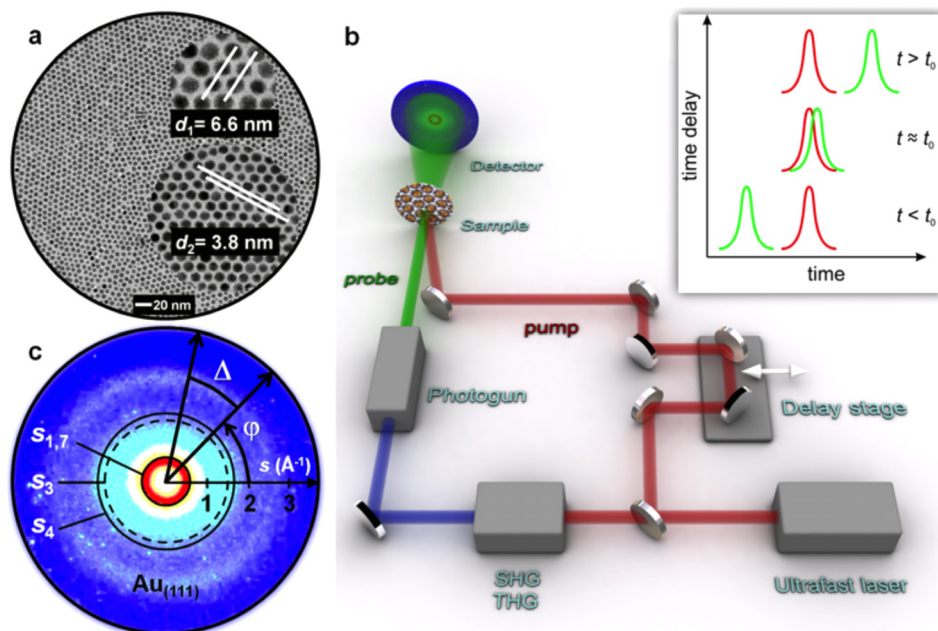 a
d₁= 6.6 nm
d₂= 3.8 nm
20 nm
b
Detector
Sample
probe
pump
Photogun
Delay stage
SHG
THG
Ultrafast laser
time delay
t > t₀
t ≈ t₀
t < t₀
time
c
Δ
φ
S₁,₇
S₃
S₄
s (Å⁻¹)
1 2 3
Au₍₁₁₁₎